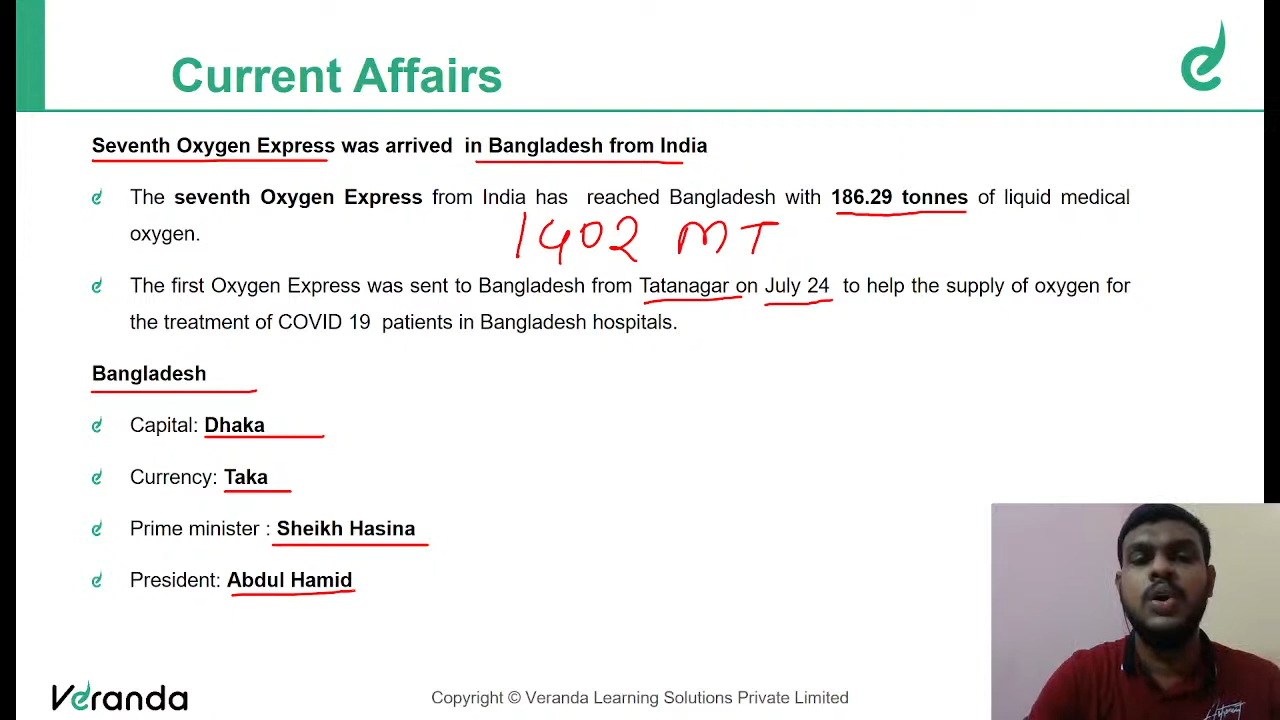 Current Affairs
Seventh Oxygen Express was arrived in Bangladesh from India
The seventh Oxygen Express from India has reached Bangladesh with 186.29 tonnes of liquid medical
oxygen.
1402 MT
The first Oxygen Express was sent to Bangladesh from Tatanagar on July 24 to help the supply of oxygen for
the treatment of COVID 19 patients in Bangladesh hospitals.
Bangladesh
Capital: Dhaka
Currency: Taka
Prime minister : Sheikh Hasina
President: Abdul Hamid
Veranda
Copyright © Veranda Learning Solutions Private Limited